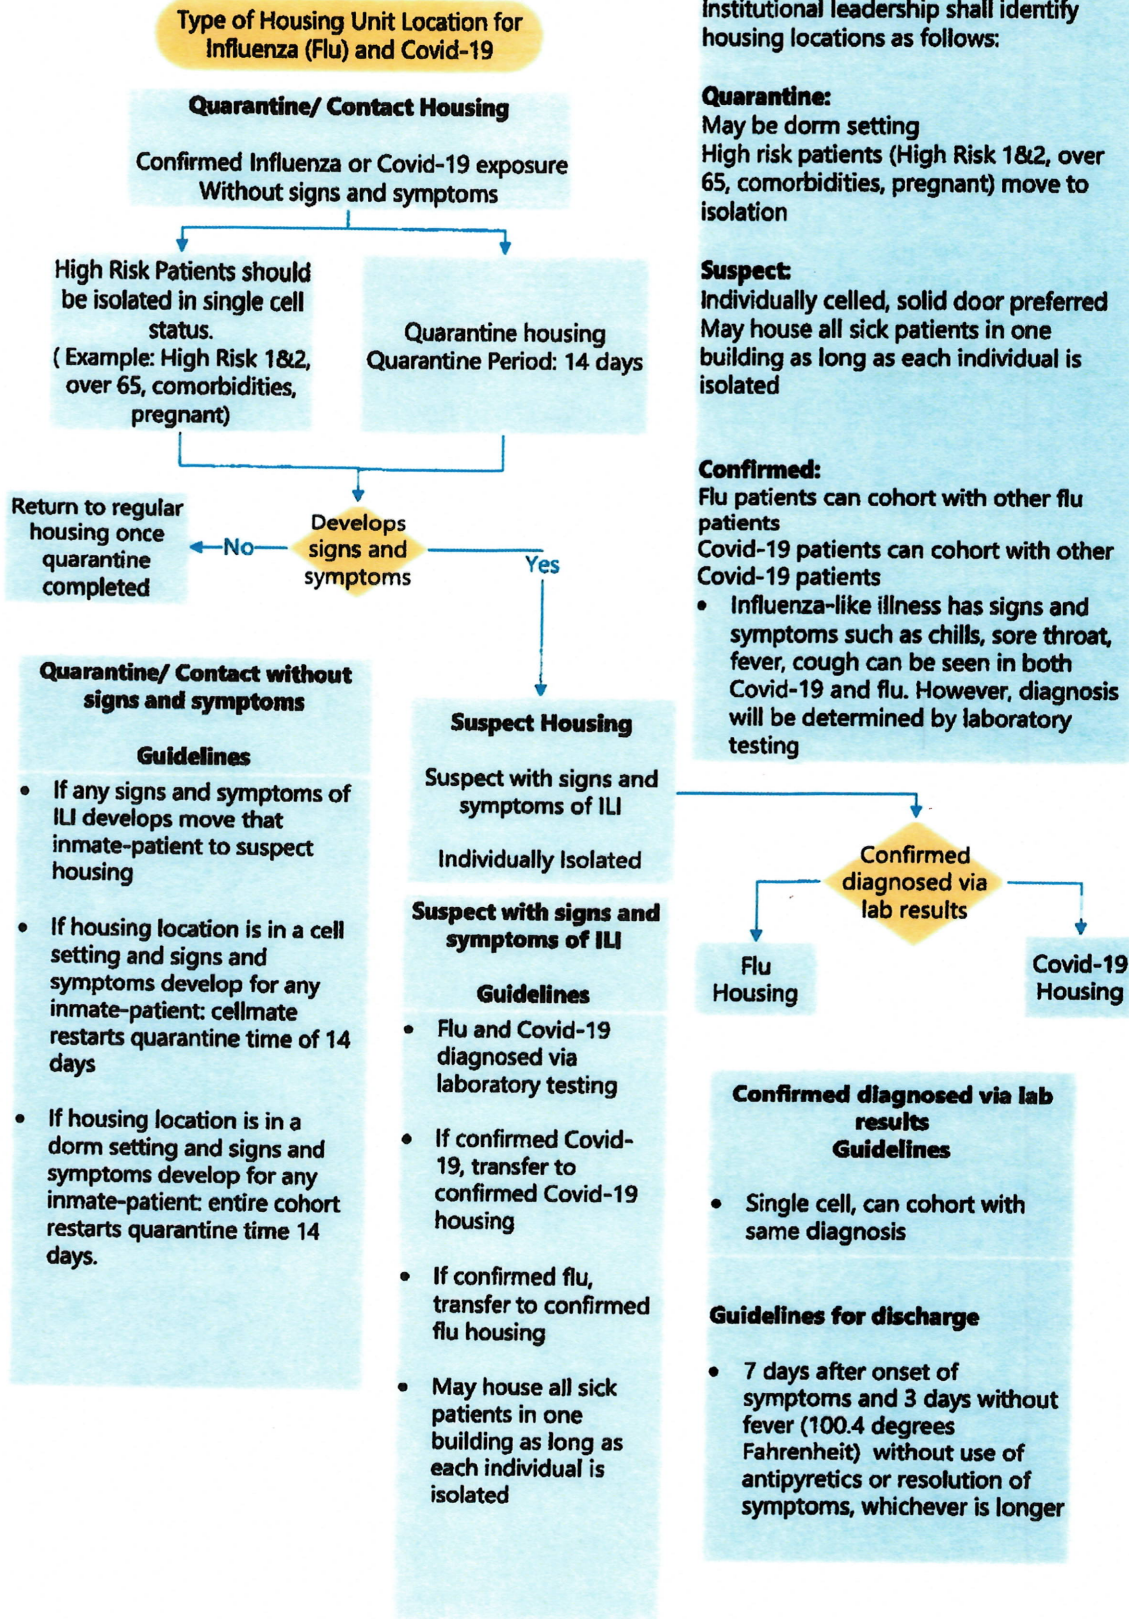 Type of Housing Unit Location for
Influenza (Flu) and Covid-19
Quarantine/ Contact Housing
Confirmed Influenza or Covid-19 exposure
Without signs and symptoms
High Risk Patients should
be isolated in single cell
status.
( Example: High Risk 1&2,
over 65, comorbidities,
pregnant)
Quarantine housing
Quarantine Period: 14 days
Develops
signs and
symptoms
No
Return to regular
housing once
quarantine
completed
Yes
Quarantine/ Contact without
signs and symptoms
Guidelines
• If any signs and symptoms of
ILI develops move that
inmate-patient to suspect
housing
• If housing location is in a cell
setting and signs and
symptoms develop for any
inmate-patient: cellmate
restarts quarantine time of 14
days
• If housing location is in a
dorm setting and signs and
symptoms develop for any
inmate-patient: entire cohort
restarts quarantine time 14
days.
Suspect Housing
Suspect with signs and
symptoms of ILI
Individually Isolated
Suspect with signs and
symptoms of ILI
Guidelines
• Flu and Covid-19
diagnosed via
laboratory testing
• If confirmed Covid-
19, transfer to
confirmed Covid-19
housing
• If confirmed flu,
transfer to confirmed
flu housing
• May house all sick
patients in one
building as long as
each individual is
isolated
Institutional leadership shall identify
housing locations as follows:
Quarantine:
May be dorm setting
High risk patients (High Risk 1&2, over
65, comorbidities, pregnant) move to
isolation
Suspect:
Individually celled, solid door preferred
May house all sick patients in one
building as long as each individual is
isolated
Confirmed:
Flu patients can cohort with other flu
patients
Covid-19 patients can cohort with other
Covid-19 patients
• Influenza-like illness has signs and
symptoms such as chills, sore throat,
fever, cough can be seen in both
Covid-19 and flu. However, diagnosis
will be determined by laboratory
testing
Confirmed
diagnosed via
lab results
Flu
Housing
Covid-19
Housing
Confirmed diagnosed via lab
results
Guidelines
• Single cell, can cohort with
same diagnosis
Guidelines for discharge
• 7 days after onset of
symptoms and 3 days without
fever (100.4 degrees
Fahrenheit) without use of
antipyretics or resolution of
symptoms, whichever is longer